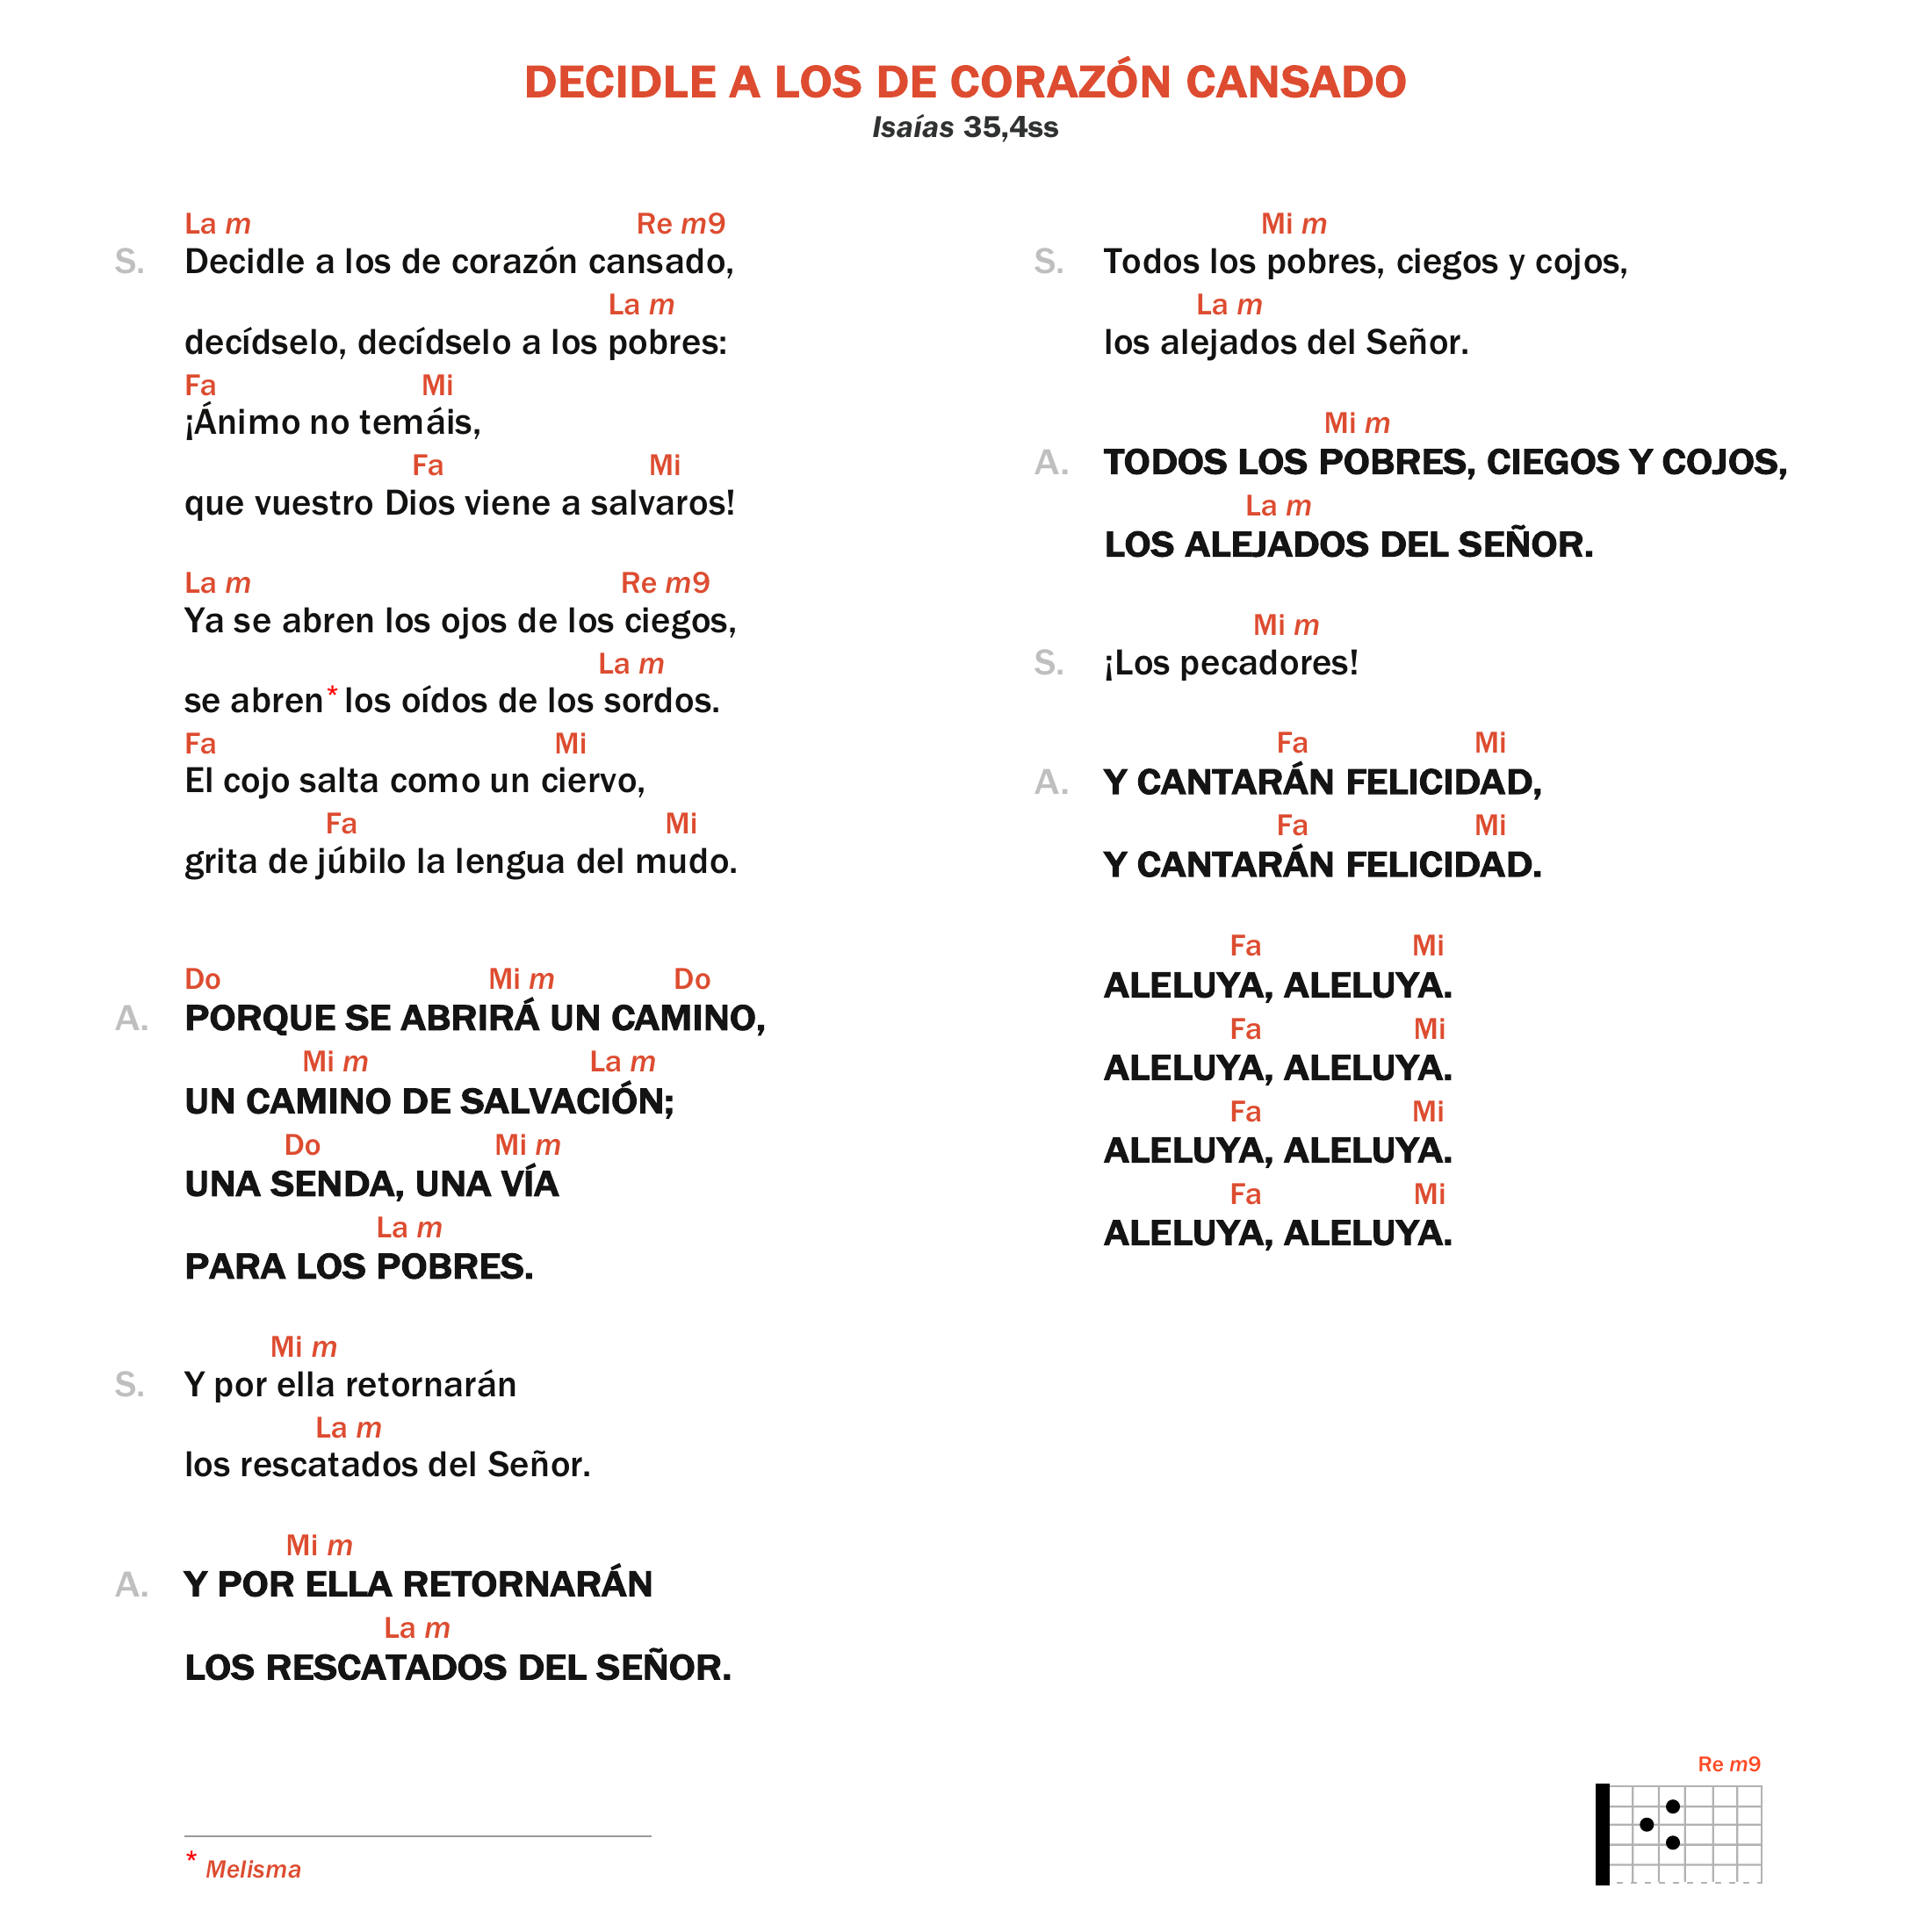 DECIDLE A LOS DE CORAZÓN CANSADO
Isaías 35,4ss
La m Re m9
S. Decidle a los de corazón cansado,
La m
decídselo, decídselo a los pobres:
Fa Mi
¡Ánimo no temáis,
Fa Mi
que vuestro Dios viene a salvaros!
La m Re m9
Ya se abren los ojos de los ciegos,
La m
se abren* los oídos de los sordos.
Fa Mi
El cojo salta como un ciervo,
Fa Mi
grita de júbilo la lengua del mudo.
Do Mi m Do
A. PORQUE SE ABRIRÁ UN CAMINO,
Mi m La m
UN CAMINO DE SALVACIÓN;
Do Mi m
UNA SENDA, UNA VÍA
La m
PARA LOS POBRES.
Mi m
S. Y por ella retornarán
La m
los rescatados del Señor.
Mi m
A. Y POR ELLA RETORNARÁN
La m
LOS RESCATADOS DEL SEÑOR.
* Melisma
Mi m
S. Todos los pobres, ciegos y cojos,
La m
los alejados del Señor.
Mi m
A. TODOS LOS POBRES, CIEGOS Y COJOS,
La m
LOS ALEJADOS DEL SEÑOR.
Mi m
S. ¡Los pecadores!
Fa Mi
A. Y CANTARÁN FELICIDAD,
Fa Mi
Y CANTARÁN FELICIDAD.
Fa Mi
ALELUYA, ALELUYA.
Fa Mi
ALELUYA, ALELUYA.
Fa Mi
ALELUYA, ALELUYA.
Fa Mi
ALELUYA, ALELUYA.
Re m9